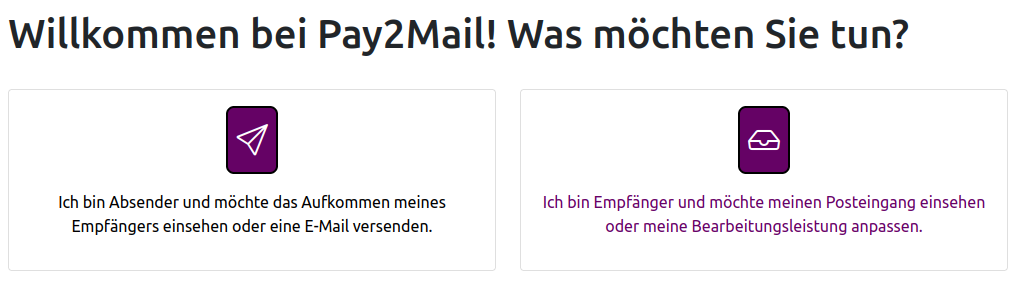 Willkommen bei Pay2Mail! Was möchten Sie tun?
Ich bin Absender und möchte das Aufkommen meines
Empfängers einsehen oder eine E-Mail versenden.
Ich bin Empfänger und möchte meinen Posteingang einsehen
oder meine Bearbeitungsleistung anpassen.